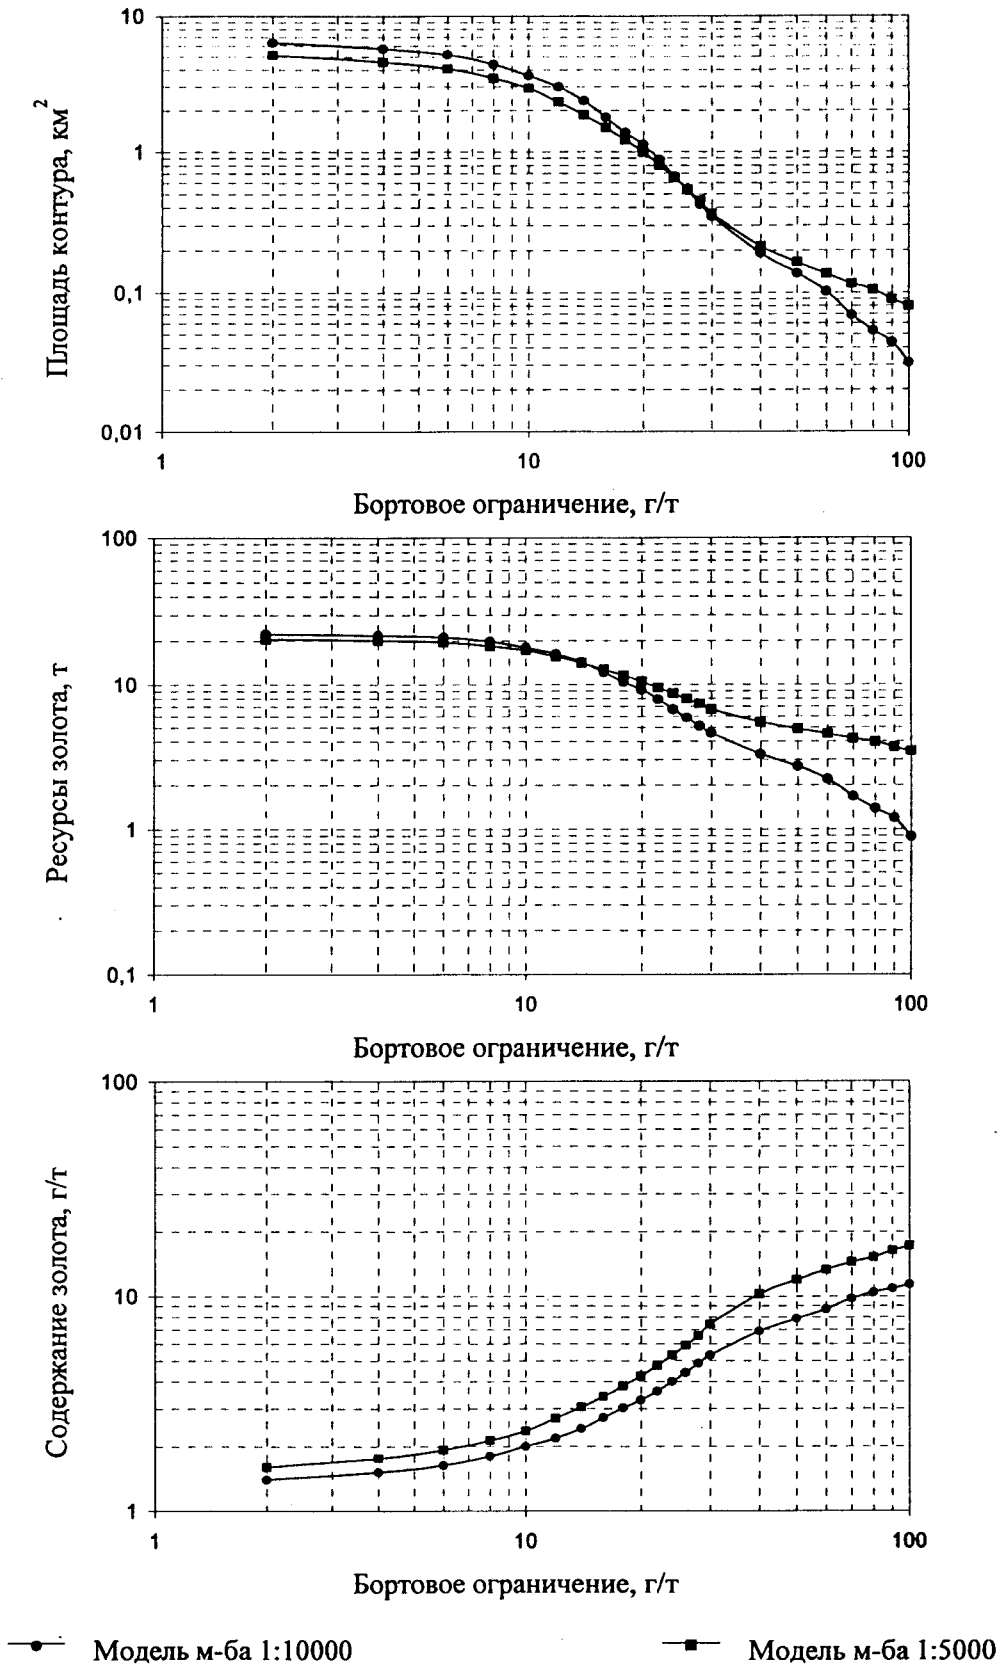 10
1
0,1
0,01
Площадь контура, км²
1 10 100
Бортовое ограничение, г/т
100
10
1
0,1
Ресурсы золота, т
1 10 100
Бортовое ограничение, г/т
100
10
1
Содержание золота, г/т
1 10 100
Бортовое ограничение, г/т
Модель м-ба 1:10000 Модель м-ба 1:5000